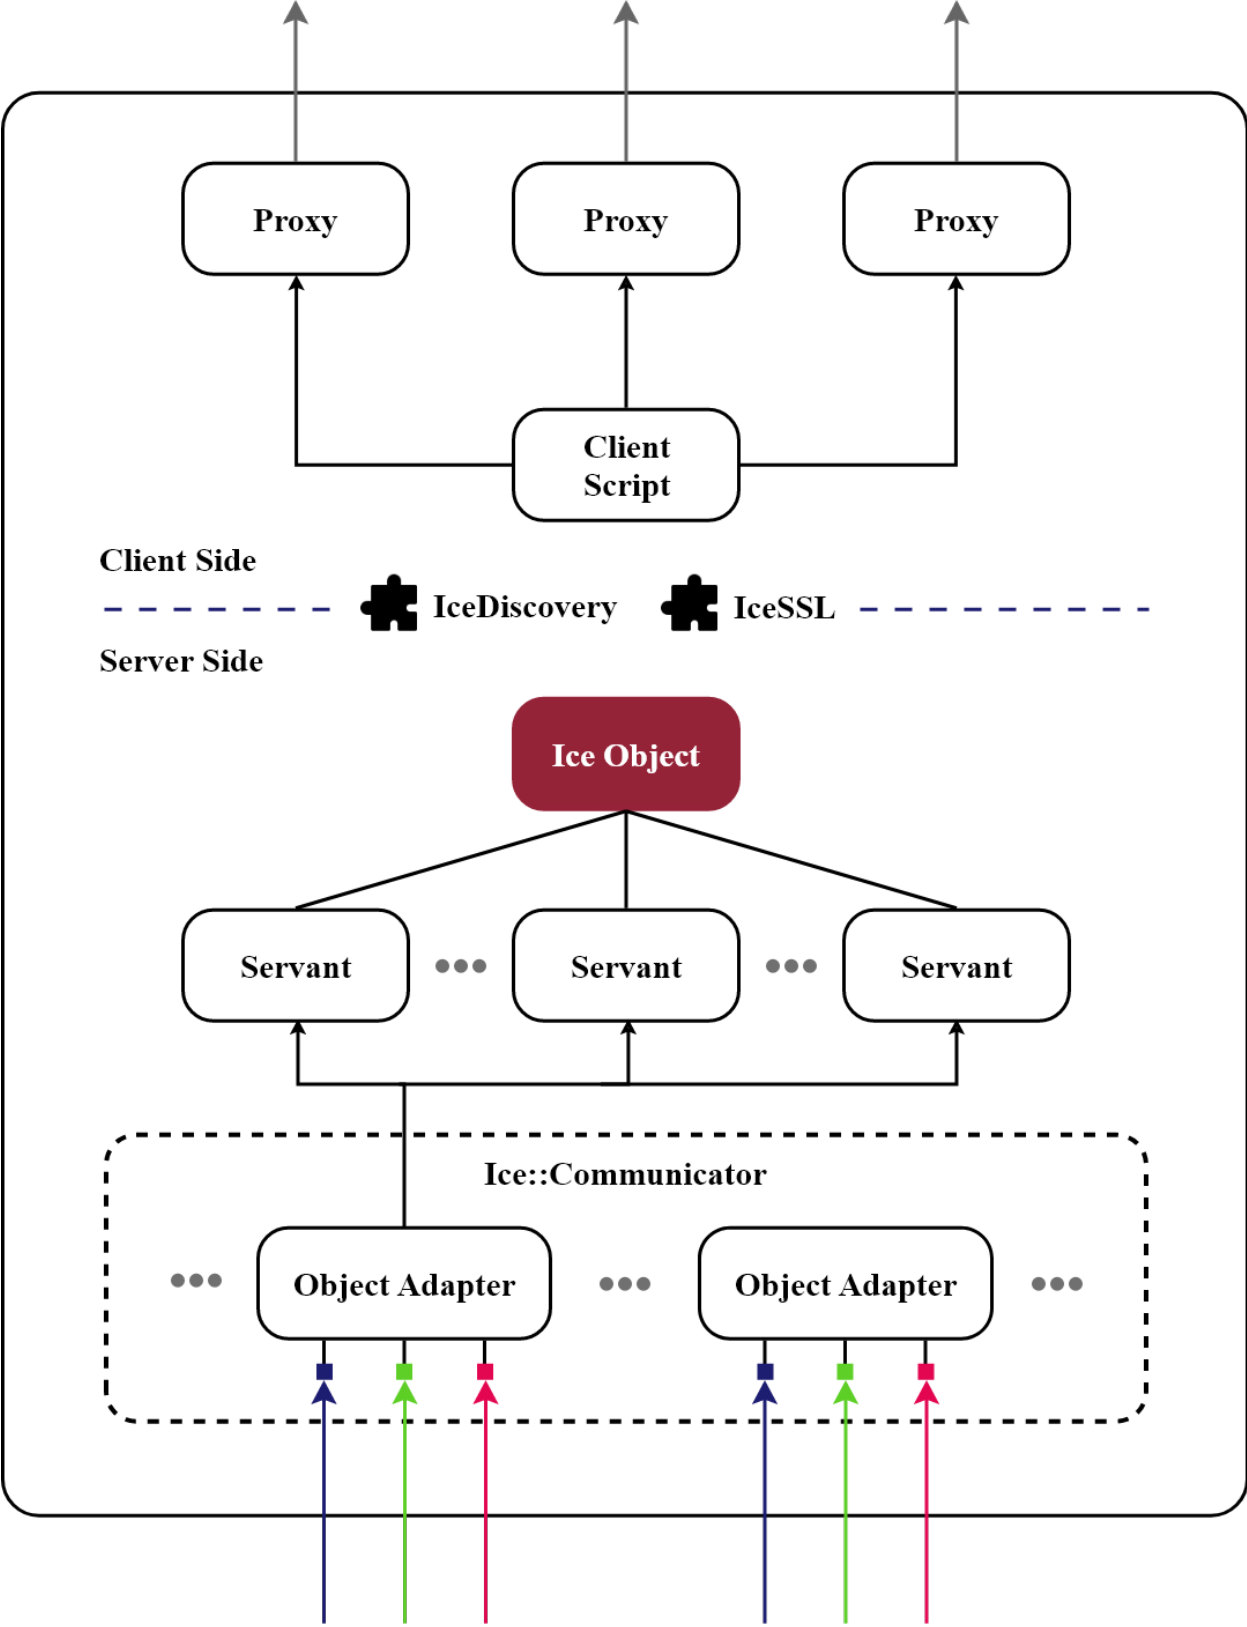 Proxy
Proxy
Proxy
Client
Script
Client Side
IceDiscovery
IceSSL
Server Side
Ice Object
Servant
Servant
Servant
Ice::Communicator
Object Adapter
Object Adapter